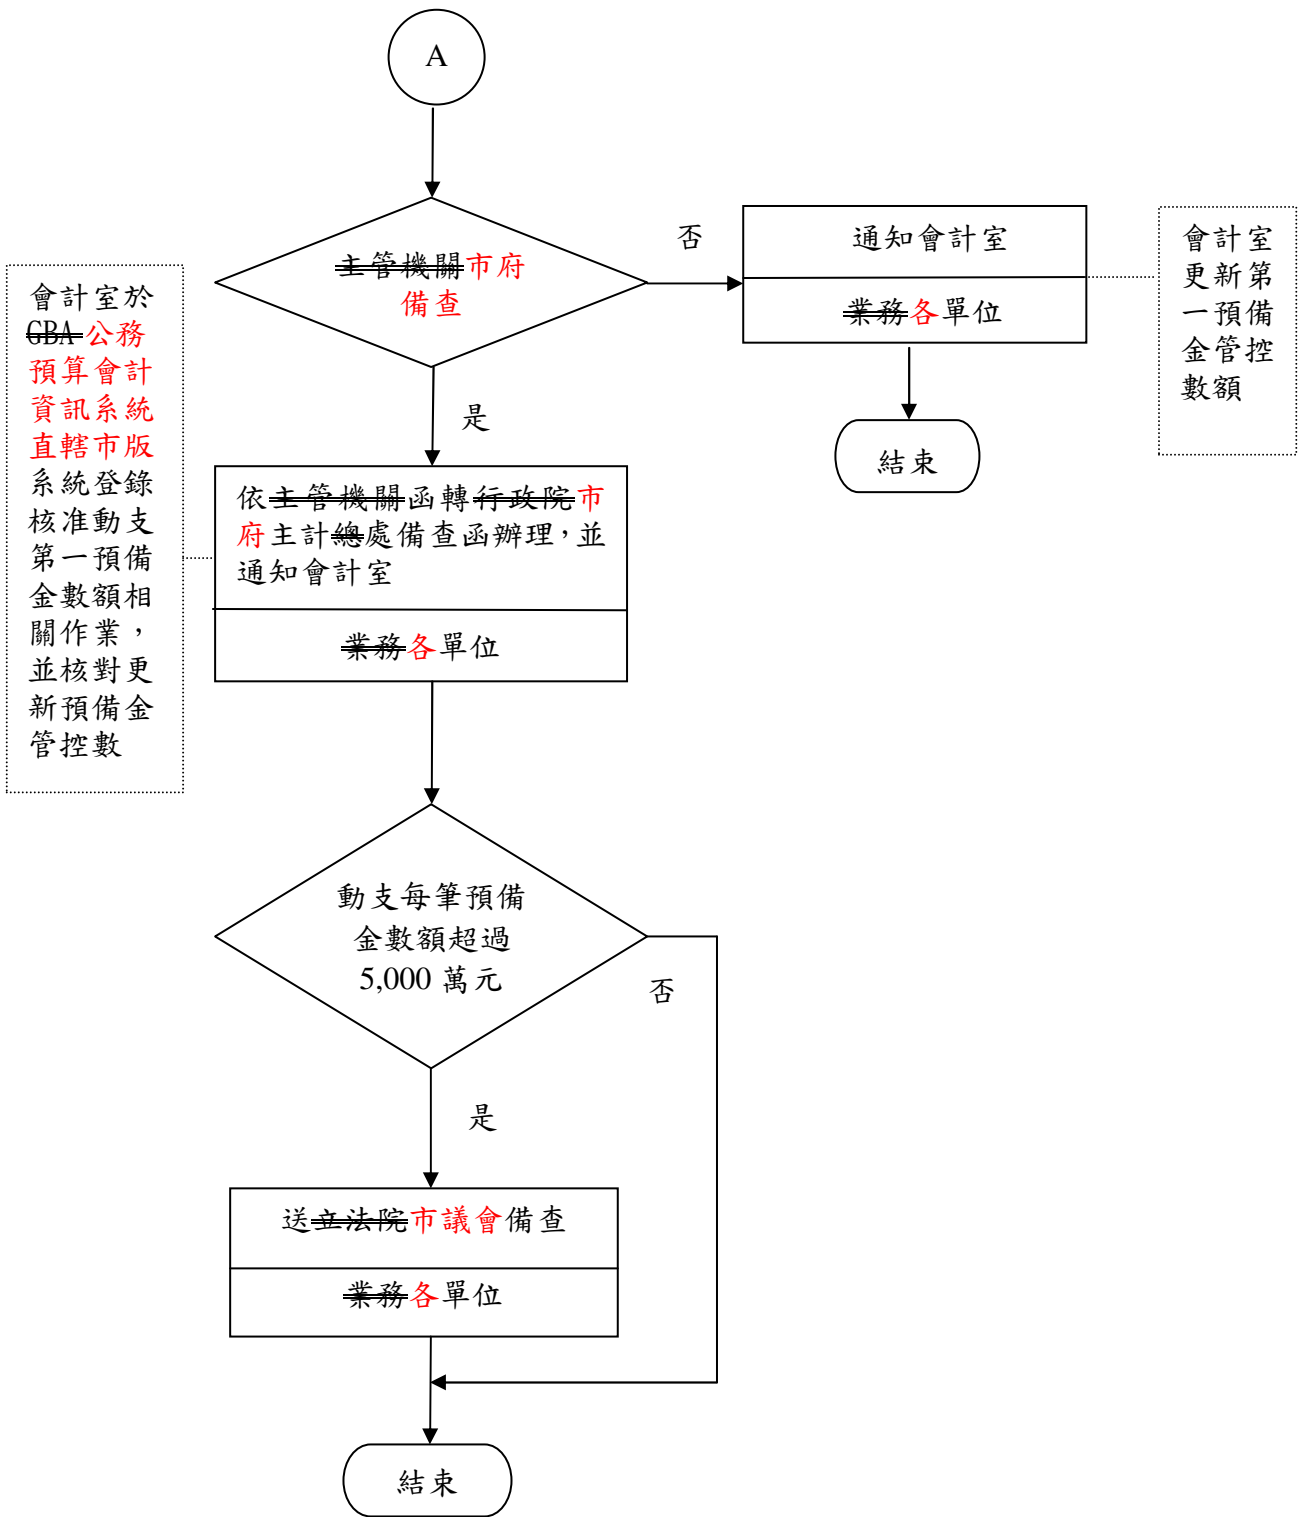 A
主管機關市府
備查
否
通知會計室
業務各單位
會計室
更新第
一預備
金管控
數額
結束
會計室於
GBA 公務
預算會計
資訊系統
直轄市版
系統登錄
核准動支
第一預備
金數額相
關作業，
並核對更
新預備金
管控數
是
依主管機關函轉行政院市
府主計總處備查函辦理，並
通知會計室
業務各單位
動支每筆預備
金數額超過
5,000 萬元
否
是
送立法院市議會備查
業務各單位
結束